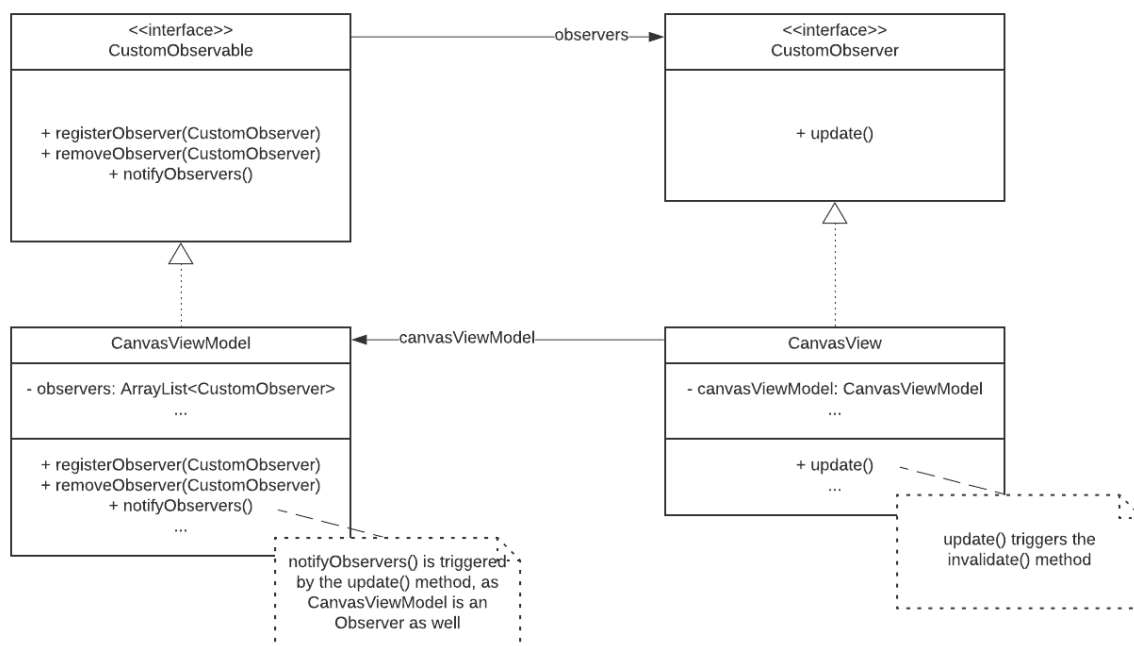 <<interface>>
CustomObservable
+ registerObserver(CustomObserver)
+ removeObserver(CustomObserver)
+ notifyObservers()
observers
<<interface>>
CustomObserver
+ update()
CanvasViewModel
- observers: ArrayList<CustomObserver>
...
+ registerObserver(CustomObserver)
+ removeObserver(CustomObserver)
+ notifyObservers()
...
notifyObservers() is triggered
by the update() method, as
CanvasViewModel is an
Observer as well
canvasViewModel
CanvasView
- canvasViewModel: CanvasViewModel
...
+ update()
...
update() triggers the
invalidate() method